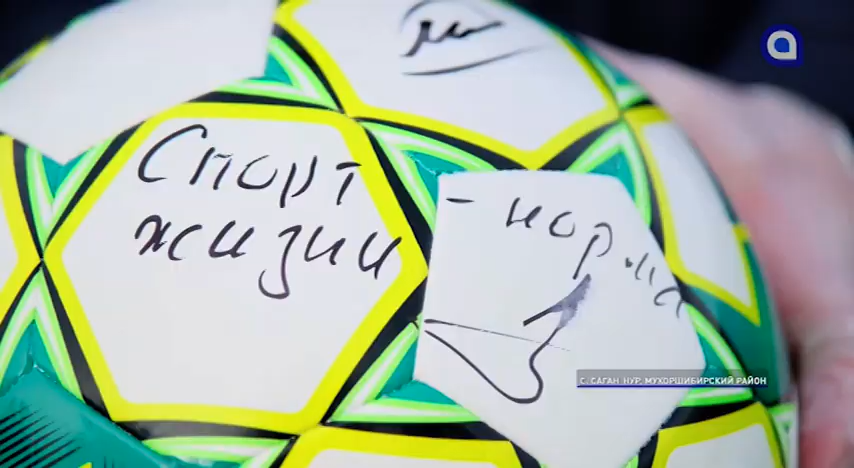 Спорт - норма
жизни
С. САГАН-НУР, МУХОРШИБИРСКИЙ РАЙОН